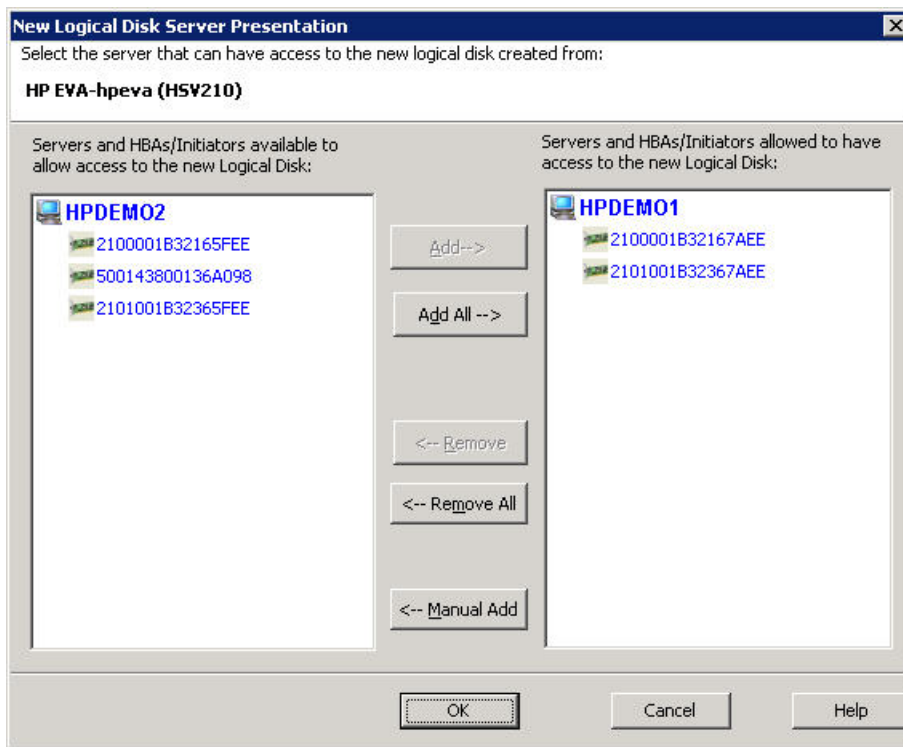 New Logical Disk Server Presentation
Select the server that can have access to the new logical disk created from:
HP EVA-hpeva (HSV210)
Servers and HBAs/Initiators available to
allow access to the new Logical Disk:
HPDEMO2
2100001B32165FEE
500143800136A098
2101001B32365FEE
Add-->
Add All -->
<-- Remove
<-- Remove All
<-- Manual Add
Servers and HBAs/Initiators allowed to have
access to the new Logical Disk:
HPDEMO1
2100001B32167AEE
2101001B32367AEE
OK
Cancel
Help